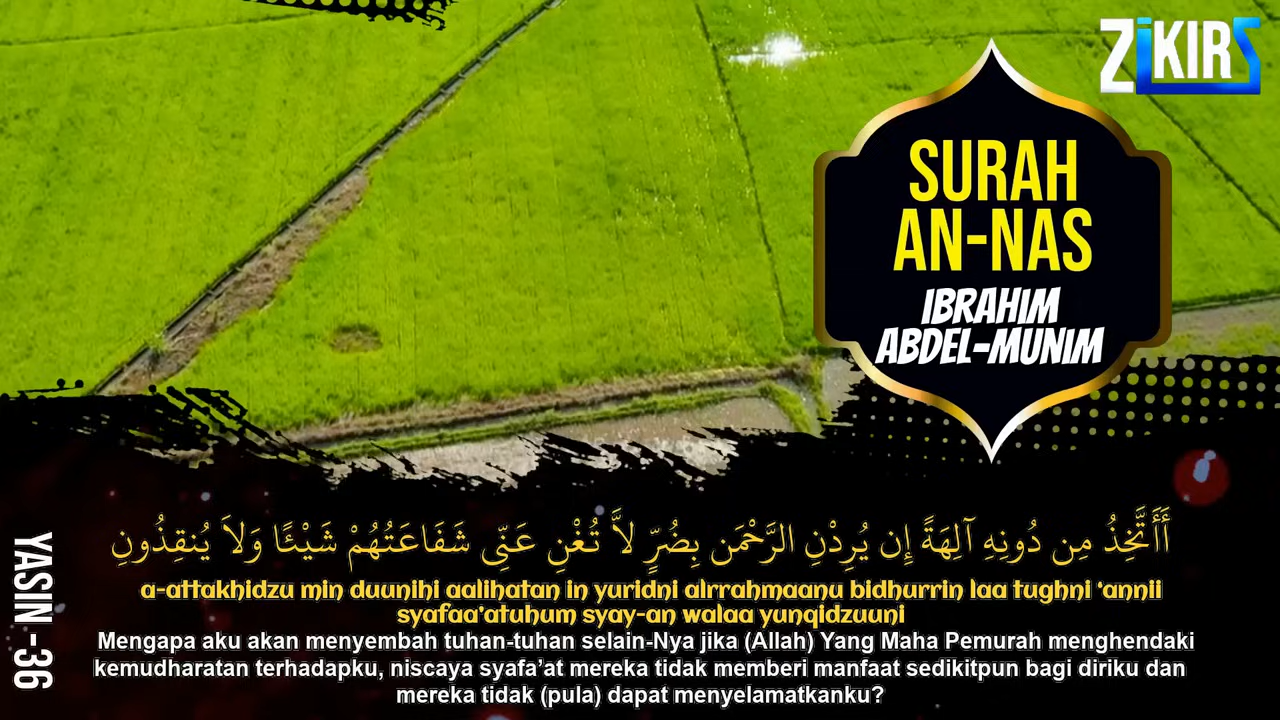 ZIKIRS
SURAH
AN-NAS
IBRAHIM
ABDEL-MUNIM
YASIN - 36
أَأَتَّخِذُ مِن دُونِهِ آلِهَةً إِن يُرِدْنِ الرَّحْمَن بِضُرٍّ لاَّ تُغْنِ عَنِّى شَفَاعَتُهُمْ شَيْئًا وَلاَ يُنقِذُونِ
a-attakhidzu min duunihi aalihatan in yuridni alrrahmaanu bidhurrin laa tughni ‘annii
syafaa’atuhum syay-an walaa yunqidzuuni
Mengapa aku akan menyembah tuhan-tuhan selain-Nya jika (Allah) Yang Maha Pemurah menghendaki
kemudharatan terhadapku, niscaya syafa’at mereka tidak memberi manfaat sedikitpun bagi diriku dan
mereka tidak (pula) dapat menyelamatkanku?